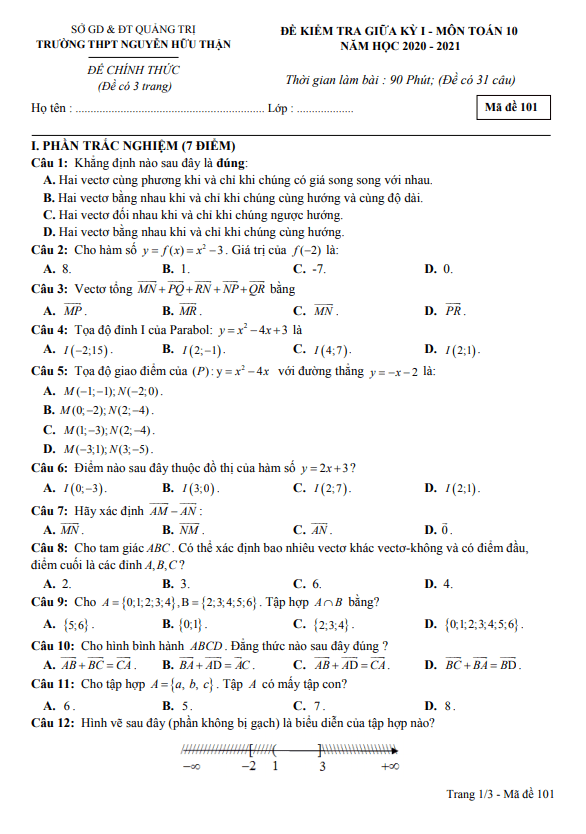 SỞ GD & ĐT QUẢNG TRỊ
TRƯỜNG THPT NGUYỄN HỮU THẬN
ĐỀ KIỂM TRA GIỮA KỲ I - MÔN TOÁN 10
NĂM HỌC 2020 - 2021
ĐỀ CHÍNH THỨC
(Đề có 3 trang)
Thời gian làm bài : 90 Phút; (Đề có 31 câu)
Họ tên : ............................................................ Lớp : ...................
Mã đề 101
I. PHẦN TRẮC NGHIỆM (7 ĐIỂM)
Câu 1: Khẳng định nào sau đây là đúng:
A. Hai vectơ cùng phương khi và chỉ khi chúng có giá song song với nhau.
B. Hai vectơ bằng nhau khi và chỉ khi chúng cùng hướng và cùng độ dài.
C. Hai vectơ đối nhau khi và chỉ khi chúng ngược hướng.
D. Hai vectơ bằng nhau khi và chỉ khi chúng cùng hướng.
Câu 2: Cho hàm số y = f(x) = x² − 3. Giá trị của f(−2) là:
A. 8. B. 1. C. -7. D. 0.
Câu 3: Vectơ tổng \overrightarrow{MN} + \overrightarrow{PQ} + \overrightarrow{RN} + \overrightarrow{NP} + \overrightarrow{QR} bằng
A. \overrightarrow{MP}. B. \overrightarrow{MR}. C. \overrightarrow{MN}. D. \overrightarrow{PR}.
Câu 4: Tọa độ đỉnh I của Parabol: y = x² − 4x + 3 là
A. I(−2;15). B. I(2;−1). C. I(4;7). D. I(2;1).
Câu 5: Tọa độ giao điểm của (P): y = x² − 4x với đường thẳng y = −x − 2 là:
A. M(−1;−1); N(−2;0).
B. M(0;−2); N(2;−4).
C. M(1;−3); N(2;−4).
D. M(−3;1); N(3;−5).
Câu 6: Điểm nào sau đây thuộc đồ thị của hàm số y = 2x + 3?
A. I(0;−3). B. I(3;0). C. I(2;7). D. I(2;1).
Câu 7: Hãy xác định \overrightarrow{AM} − \overrightarrow{AN} :
A. \overrightarrow{MN}. B. \overrightarrow{NM}. C. \overrightarrow{AN}. D. \vec{0}.
Câu 8: Cho tam giác ABC. Có thể xác định bao nhiêu vectơ khác vectơ-không và có điểm đầu,
điểm cuối là các đỉnh A, B, C?
A. 2. B. 3. C. 6. D. 4.
Câu 9: Cho A = {0;1;2;3;4}, B = {2;3;4;5;6}. Tập hợp A ∩ B bằng?
A. {5;6}. B. {0;1}. C. {2;3;4}. D. {0;1;2;3;4;5;6}.
Câu 10: Cho hình bình hành ABCD. Đẳng thức nào sau đây đúng ?
A. \overrightarrow{AB} + \overrightarrow{BC} = \overrightarrow{CA}. B. \overrightarrow{BA} + \overrightarrow{AD} = \overrightarrow{AC}. C. \overrightarrow{AB} + \overrightarrow{AD} = \overrightarrow{CA}. D. \overrightarrow{BC} + \overrightarrow{BA} = \overrightarrow{BD}.
Câu 11: Cho tập hợp A = {a, b, c}. Tập A có mấy tập con?
A. 6. B. 5. C. 7. D. 8.
Câu 12: Hình vẽ sau đây (phần không bị gạch) là biểu diễn của tập hợp nào?
−∞ −2 1 3 +∞
Trang 1/3 - Mã đề 101